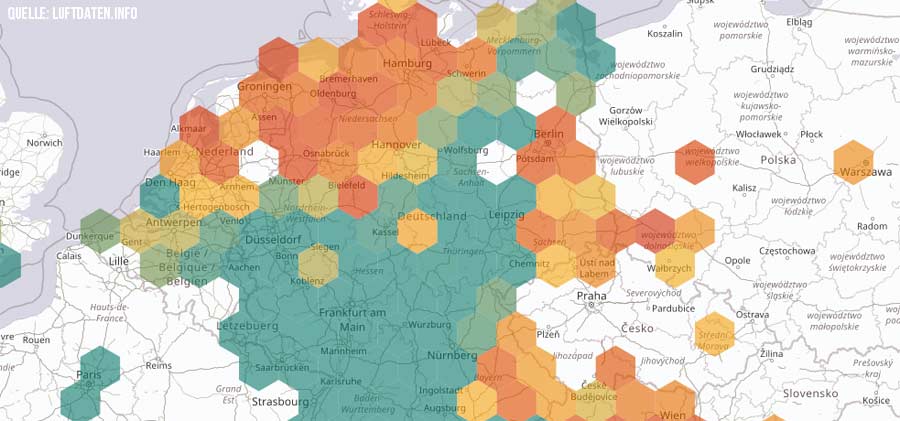 QUELLE: LUFTDATEN.INFO
Słupsk
Koszalin
Elbląg
Schleswig-
Holstein
Lübeck
Mecklenburg-
Vorpommern
województwo
pomorskie
województwo
warmińsko-
mazurskie
Hamburg
Schwerin
województwo
zachodniopomorskie
Grudziądz
Bremerhaven
Groningen
Oldenburg
województwo
kujawsko-
pomorskie
Gorzów
Wielkopolski
Assen
Niedersachsen
Alkmaar
Norwich
Berlin
Włocławek
Płock
Haarlem
Nederland
Osnabrück
Hannover
Wolfsburg
Potsdam
województwo
lubuskie
województwo
wielkopolskie
Polska
Warszawa
Sachsen-
Anhalt
Hildesheim
Den Haag
Arnhem
Münster
Bielefeld
Kalisz
's-Hertogenbosch
Nordrhein-
Westfalen
województwo
łódzkie
Antwerpen
Venlo
Deutschland
Leipzig
Radom
Dunkerque
Gent
Düsseldorf
Kassel
Sachsen
województwo
dolnośląskie
Calais
Lille
België /
Belgique /
Belgien
Aachen
Bonn
Siegen
Thüringen
Chemnitz
Ústí nad
Labem
Wałbrzych
Opole
Częstochowa
województwo
świętokrzyskie
Koblenz
Hessen
województwo
śląskie
Praha
Severovýchod
Pardubice
Hauts-de-
France
Frankfurt am
Main
Würzburg
Ostrava
województwo
małopolskie
Rouen
Lëtzebuerg
Plzeň
Česko
Střední
Morava
Mannheim
Nürnberg
Jihozápad
Jihovýchod
Žilina
Prešovský
kraj
Reims
Saarbrücken
Paris
Karlsruhe
Bayern
České
Budějovice
Grand
Est
Baden-
Württemberg
Ingolstadt
Slovensko
Košice
Strasbourg
Augsburg
Wien